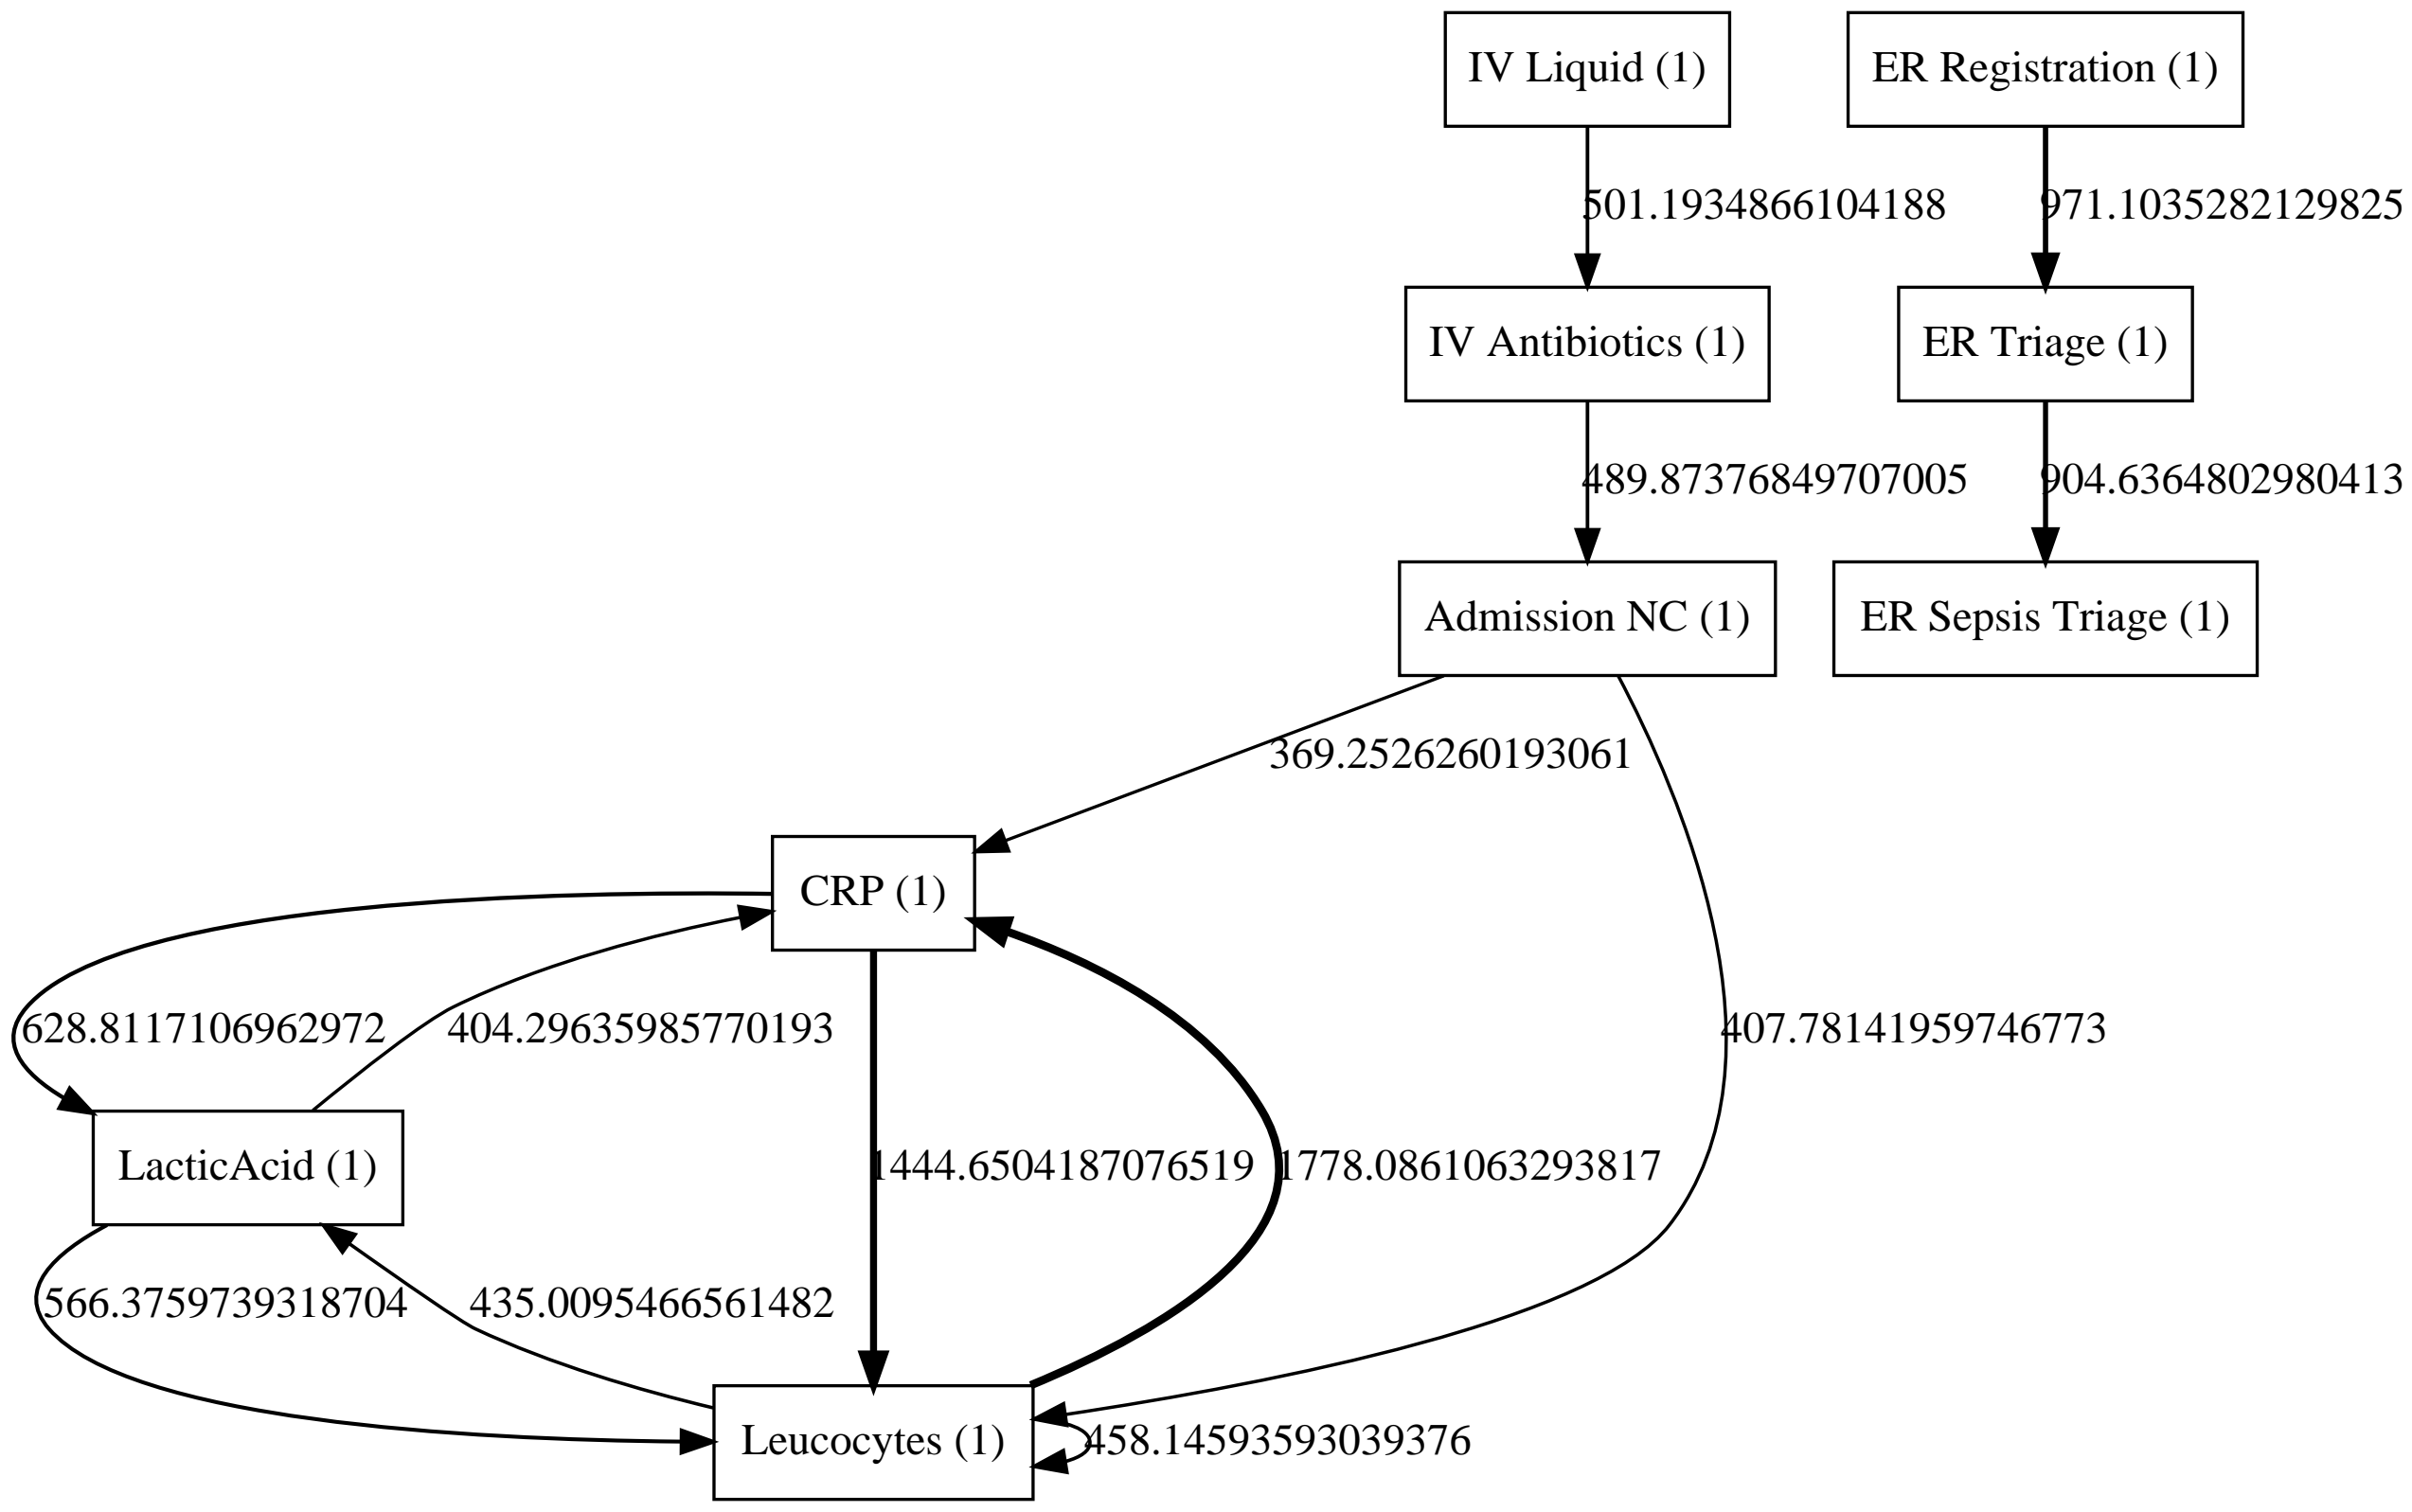 IV Liquid (1)
ER Registration (1)
501.1934866104188
971.1035282129825
IV Antibiotics (1)
ER Triage (1)
489.87376849707005
904.6364802980413
Admission NC (1)
ER Sepsis Triage (1)
369.2526260193061
CRP (1)
628.8117106962972
404.29635985770193
407.78141959746773
LacticAcid (1)
1444.6504187076519
1778.0861063293817
566.3759739318704
435.0095466561482
Leucocytes (1)
458.14593593039376